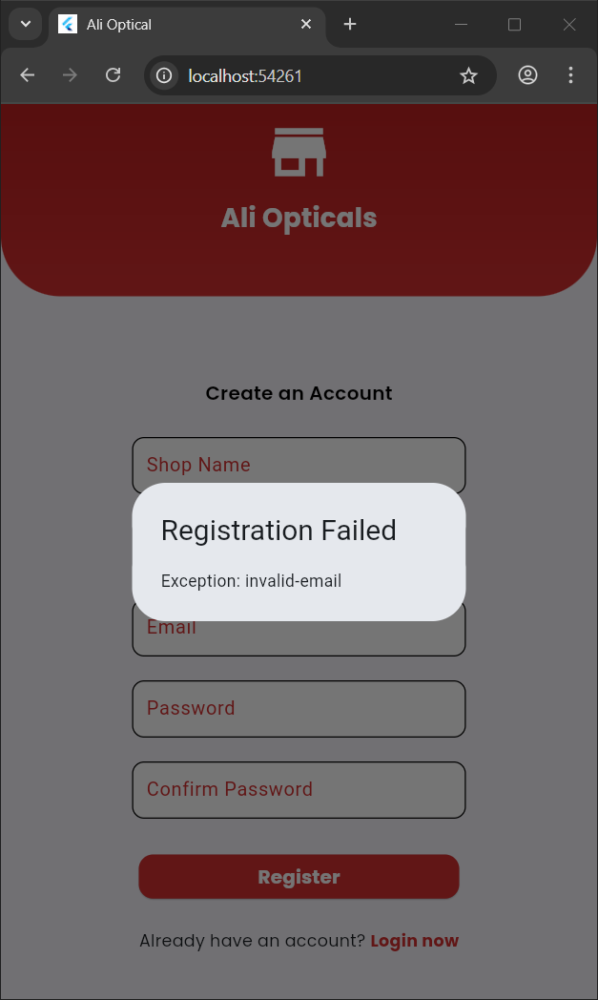 Ali Optical
localhost:54261
Ali Opticals
Create an Account
Shop Name
Registration Failed
Exception: invalid-email
Email
Password
Confirm Password
Register
Already have an account? Login now